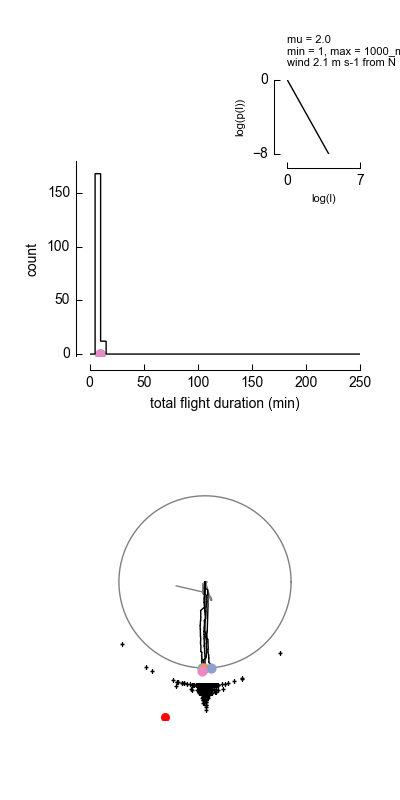 mu = 2.0
min = 1, max = 1000_m
wind 2.1 m s-1 from N
0
−8
log(p(l))
0 7
log(l)
150
100
50
0
count
0 50 100 150 200 250
total flight duration (min)